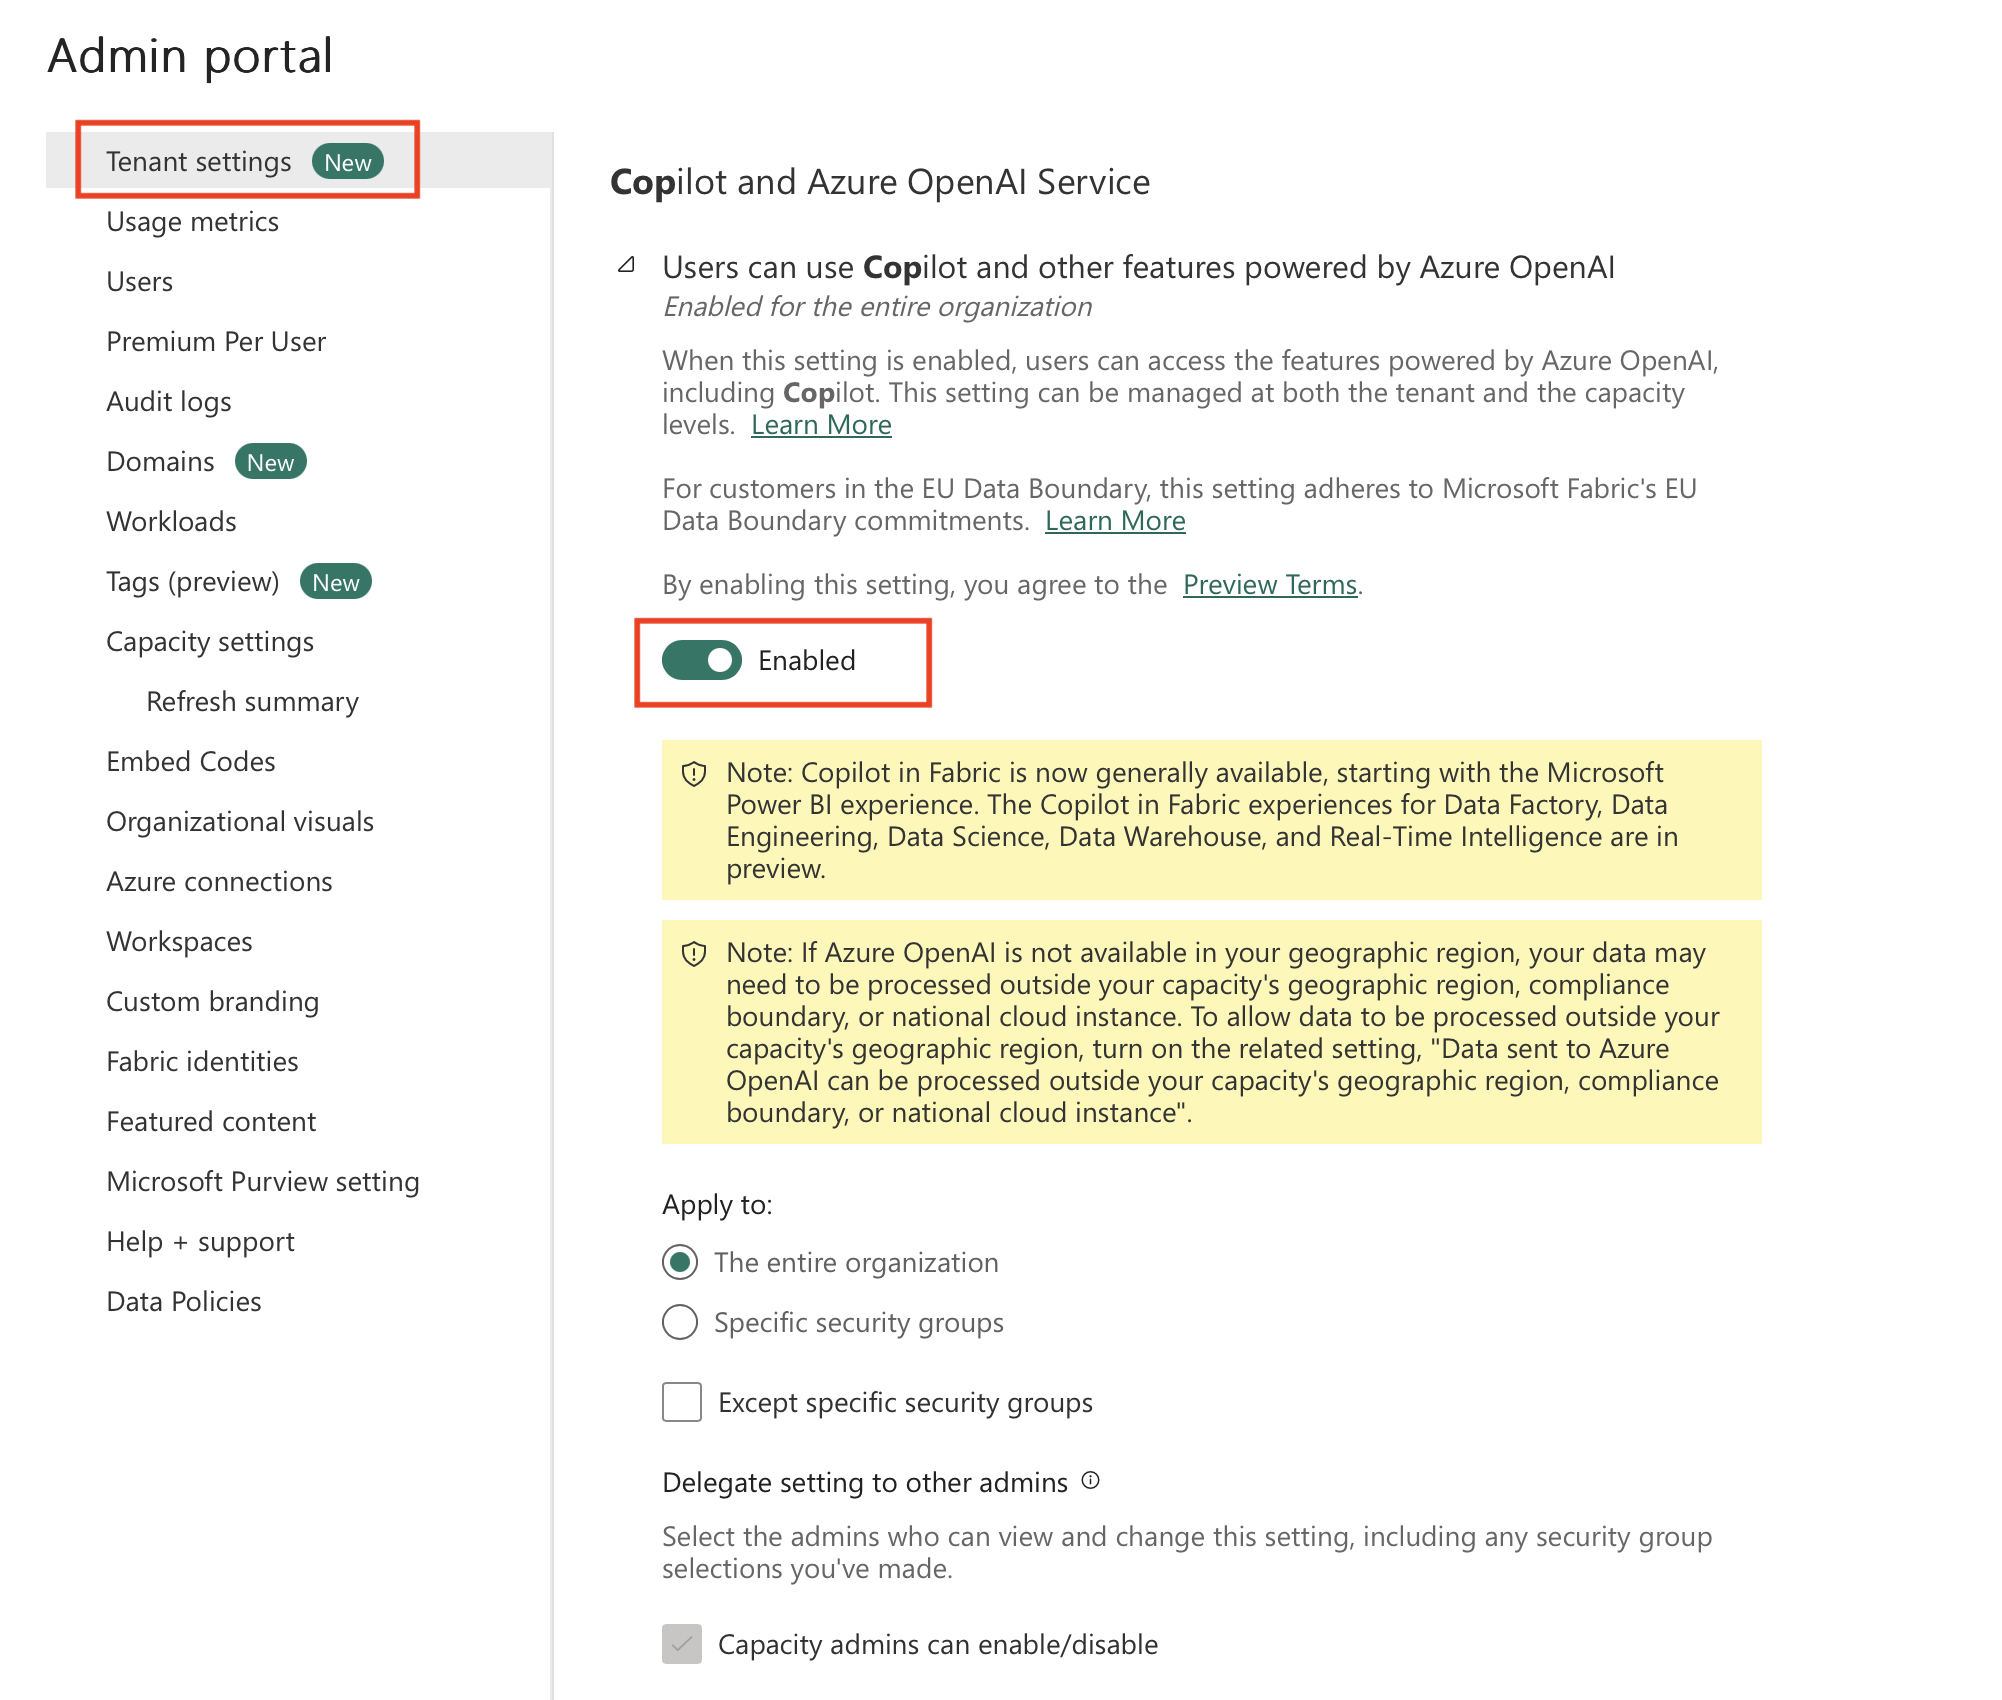 Admin portal
Tenant settings New
Usage metrics
Users
Premium Per User
Audit logs
Domains New
Workloads
Tags (preview) New
Capacity settings
Refresh summary
Embed Codes
Organizational visuals
Azure connections
Workspaces
Custom branding
Fabric identities
Featured content
Microsoft Purview setting
Help + support
Data Policies
Copilot and Azure OpenAI Service
Users can use Copilot and other features powered by Azure OpenAI
Enabled for the entire organization
When this setting is enabled, users can access the features powered by Azure OpenAI,
including Copilot. This setting can be managed at both the tenant and the capacity
levels. Learn More
For customers in the EU Data Boundary, this setting adheres to Microsoft Fabric's EU
Data Boundary commitments. Learn More
By enabling this setting, you agree to the Preview Terms.
Enabled
Note: Copilot in Fabric is now generally available, starting with the Microsoft
Power BI experience. The Copilot in Fabric experiences for Data Factory, Data
Engineering, Data Science, Data Warehouse, and Real-Time Intelligence are in
preview.
Note: If Azure OpenAI is not available in your geographic region, your data may
need to be processed outside your capacity's geographic region, compliance
boundary, or national cloud instance. To allow data to be processed outside your
capacity's geographic region, turn on the related setting, "Data sent to Azure
OpenAI can be processed outside your capacity's geographic region, compliance
boundary, or national cloud instance".
Apply to:
The entire organization
Specific security groups
Except specific security groups
Delegate setting to other admins
Select the admins who can view and change this setting, including any security group
selections you've made.
Capacity admins can enable/disable